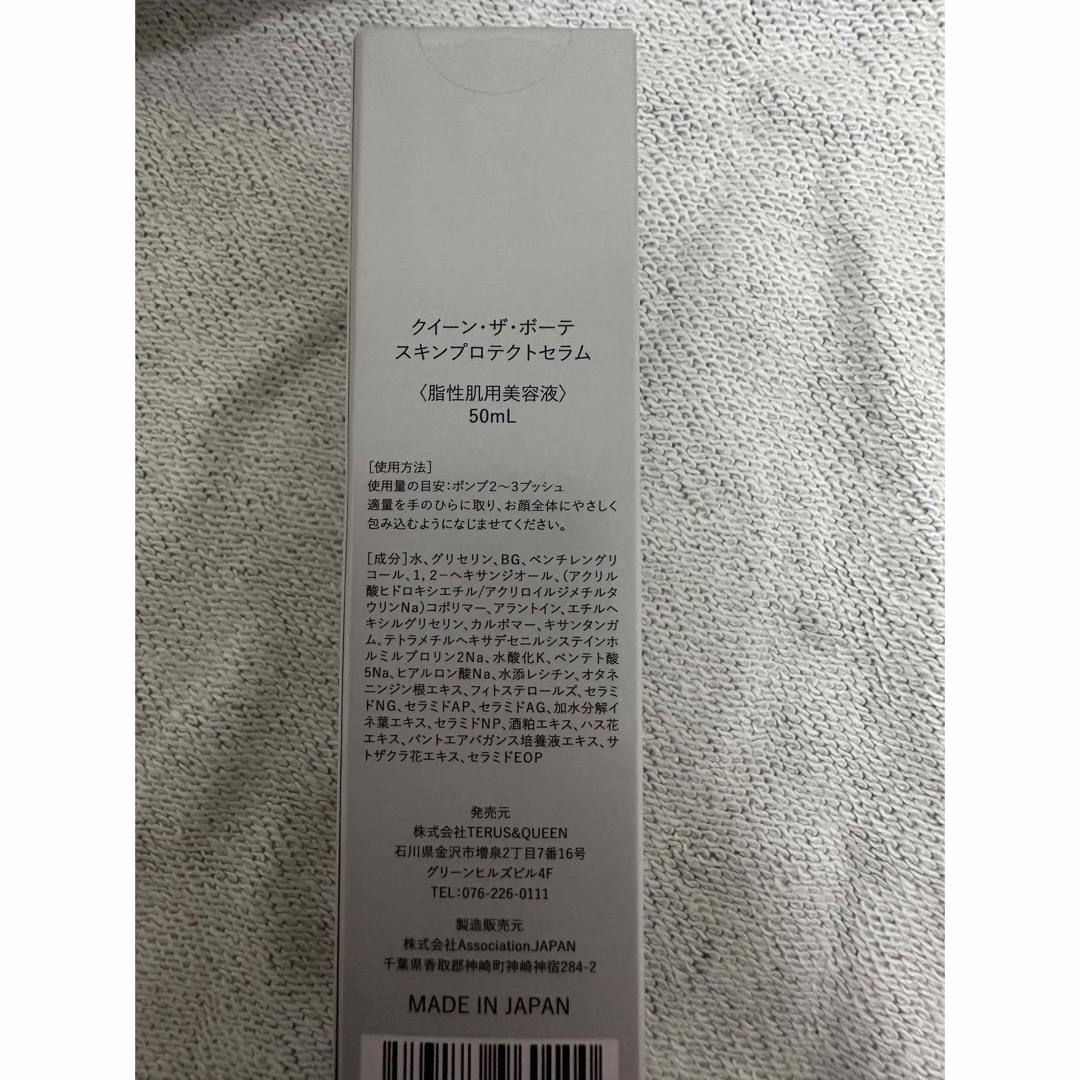 クイーン・ザ・ボーテ
スキンプロテクトセラム
〈脂性肌用美容液〉
50mL
［使用方法］
使用量の目安：ポンプ2〜3プッシュ
適量を手のひらに取り、お顔全体にやさしく
包み込むようになじませてください。
［成分］水、グリセリン、BG、ペンチレングリ
コール、1，2－ヘキサンジオール、（アクリル
酸ヒドロキシエチル/アクリロイルジメチルタ
ウリンNa）コポリマー、アラントイン、エチルヘ
キシルグリセリン、カルボマー、キサンタンガ
ム、テトラメチルヘキサデセニルシステインホ
ルミルプロリン2Na、水酸化K、ペンテト酸
5Na、ヒアルロン酸Na、水添レシチン、オタネ
ニンジン根エキス、フィトステロールズ、セラミ
ドNG、セラミドAP、セラミドAG、加水分解イ
ネ葉エキス、セラミドNP、酒粕エキス、ハス花
エキス、パントエアバガンス培養液エキス、サ
トザクラ花エキス、セラミドEOP
発売元
株式会社TERUS&QUEEN
石川県金沢市増泉2丁目7番16号
グリーンヒルズビル4F
TEL：076-226-0111
製造販売元
株式会社Association.JAPAN
千葉県香取郡神崎町神崎神宿284-2
MADE IN JAPAN